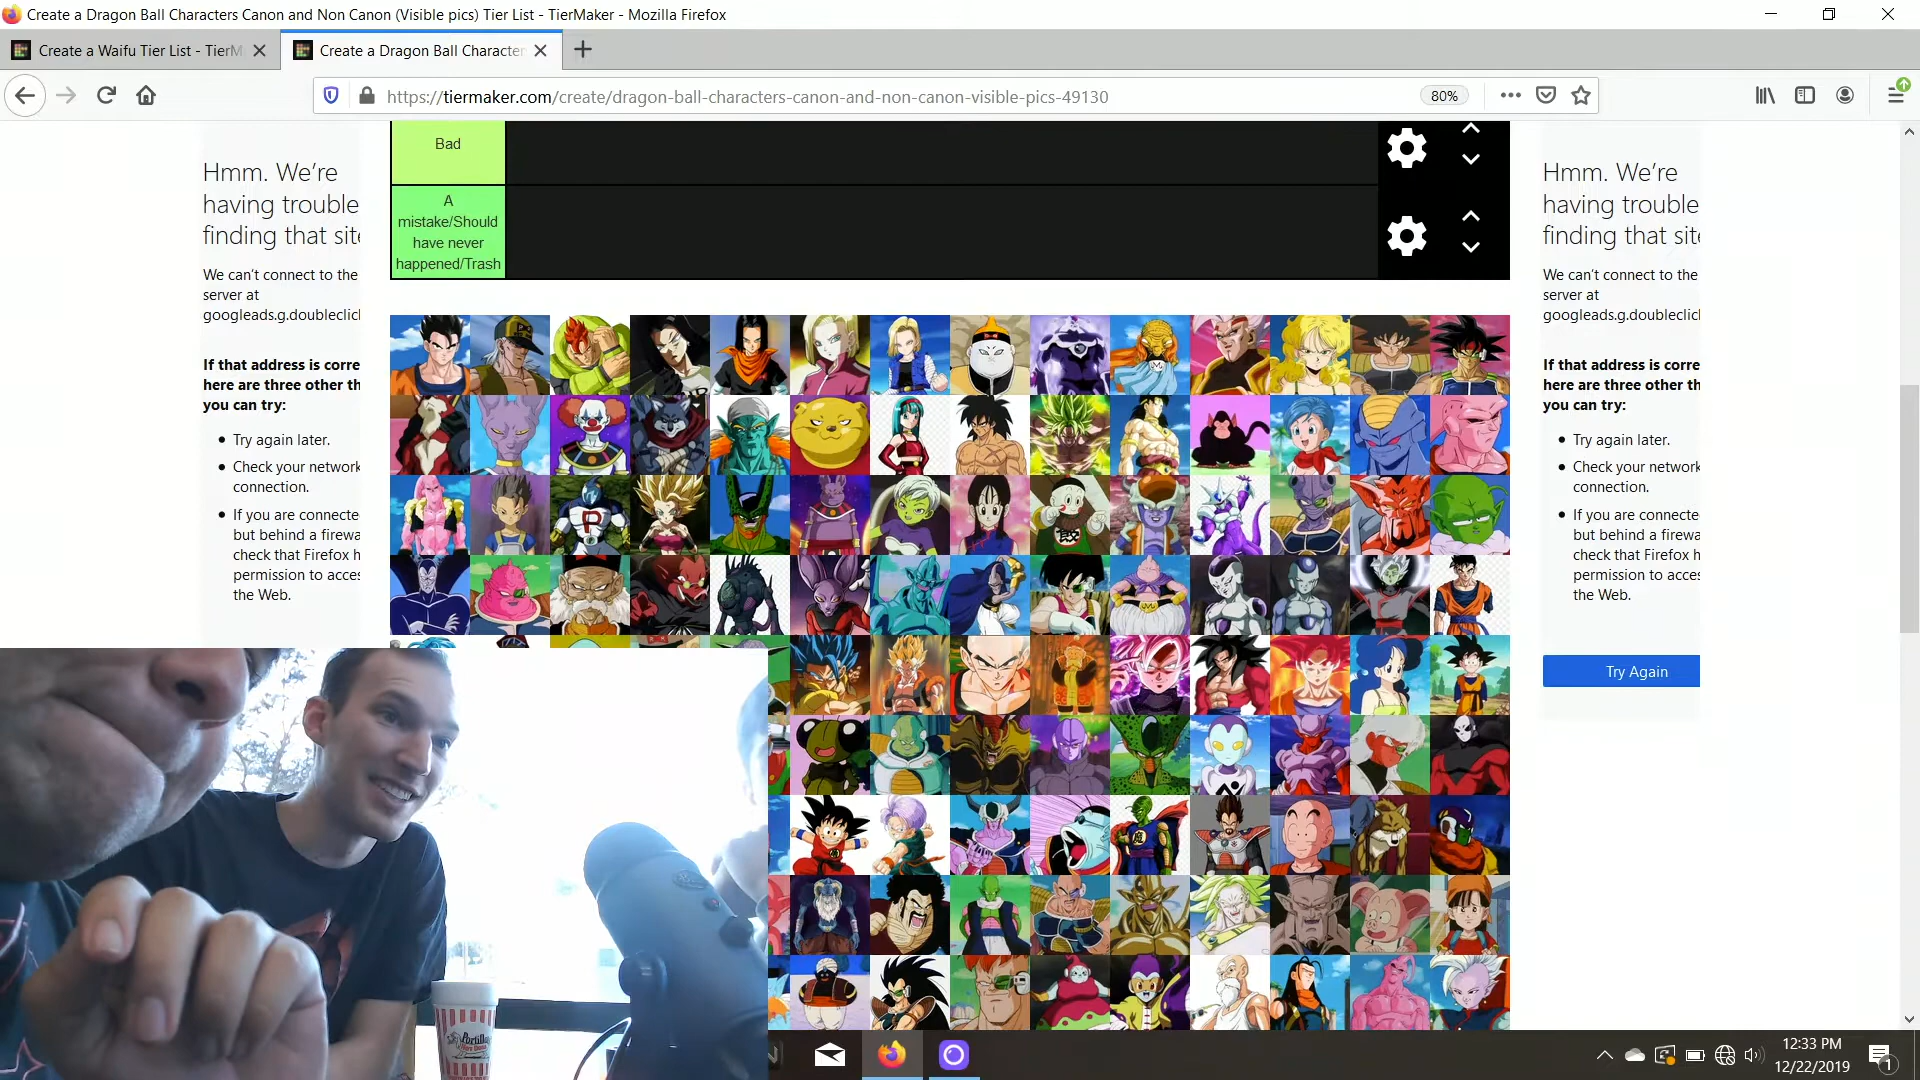 Create a Dragon Ball Characters Canon and Non Canon (Visible pics) Tier List - TierMaker - Mozilla Firefox
Create a Waifu Tier List - TierM
Create a Dragon Ball Character
https://tiermaker.com/create/dragon-ball-characters-canon-and-non-canon-visible-pics-49130
80%
Bad
A
mistake/Should
have never
happened/Trash
Hmm. We're
having trouble
finding that site
We can't connect to the
server at
googleads.g.doubleclick
If that address is corre
here are three other th
you can try:
Try again later.
Check your network
connection.
If you are connecte
but behind a firewa
check that Firefox h
permission to acces
the Web.
Hmm. We're
having trouble
finding that site
We can't connect to the
server at
googleads.g.doubleclick
If that address is corre
here are three other th
you can try:
Try again later.
Check your network
connection.
If you are connecte
but behind a firewa
check that Firefox h
permission to acces
the Web.
Try Again
Portillo's
12:33 PM
12/22/2019
1